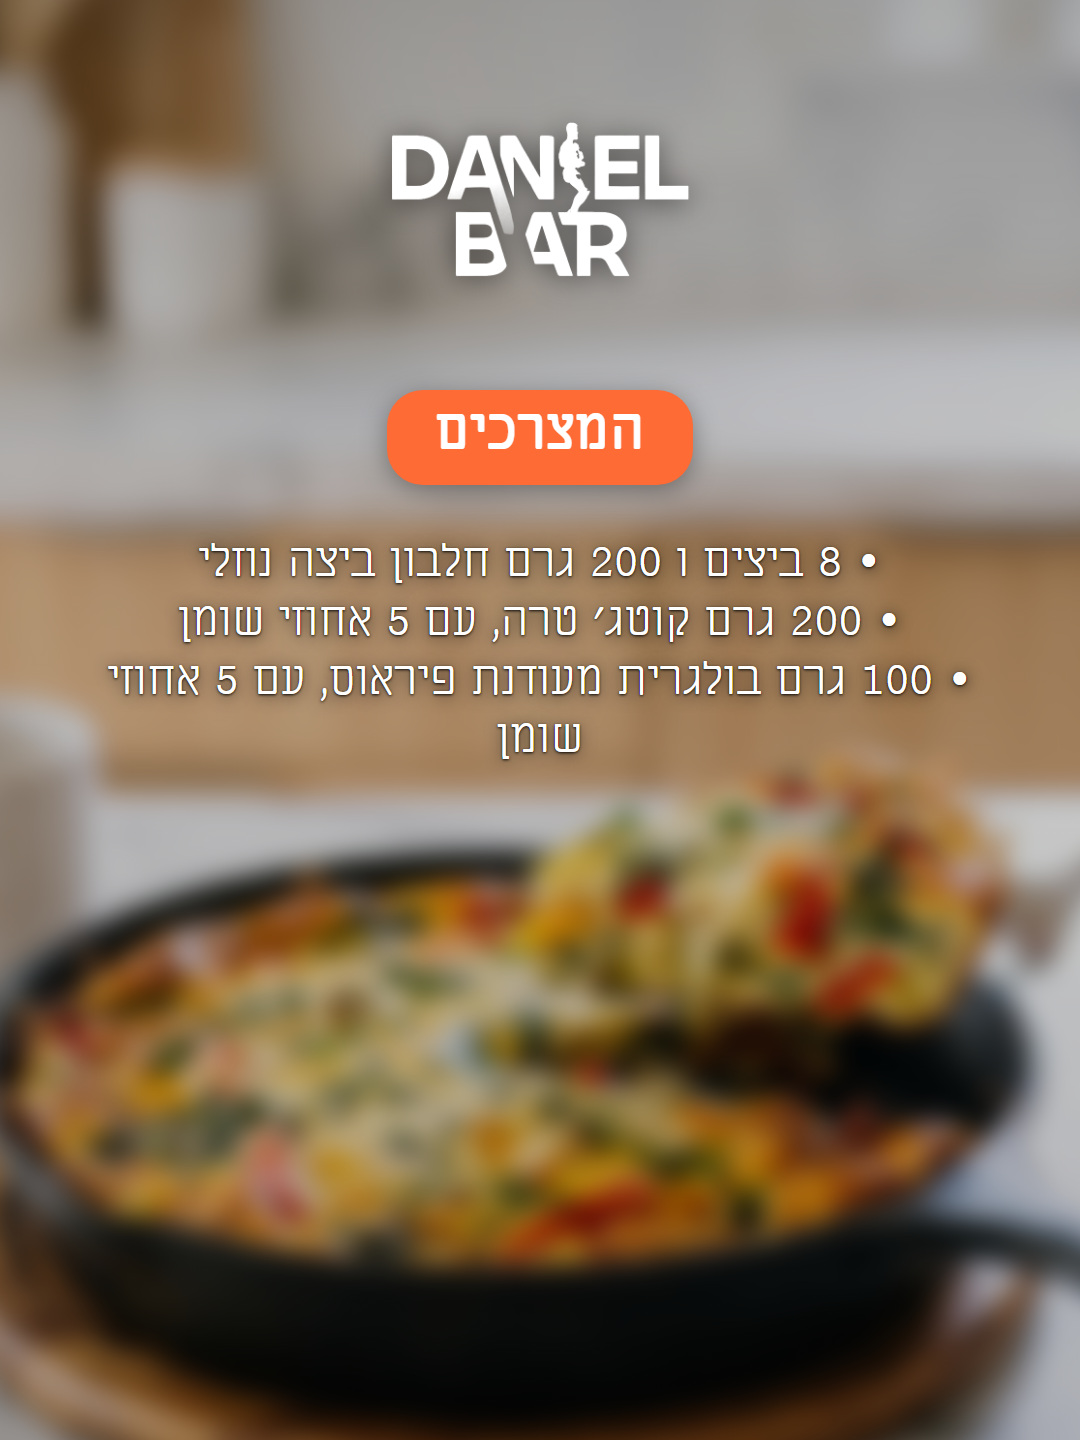 DANIEL
BAR
המצרכים
• 8 ביצים ו 200 גרם חלבון ביצה נוזלי
• 200 גרם קוטג׳ טרה, עם 5 אחוזי שומן
• 100 גרם בולגרית מעודנת פיראוס, עם 5 אחוזי
שומן